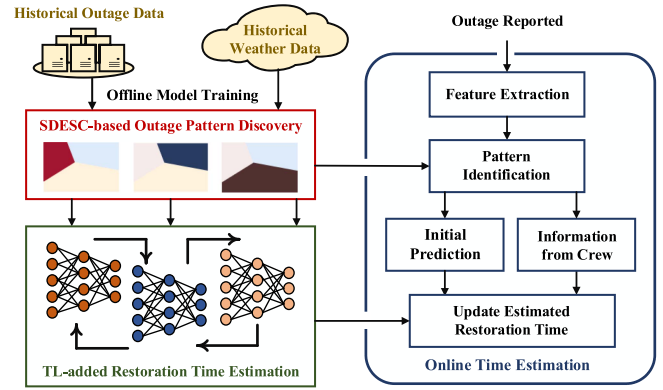 Historical Outage Data
Historical
Weather Data
Offline Model Training
SDESC-based Outage Pattern Discovery
TL-added Restoration Time Estimation
Outage Reported
Feature Extraction
Pattern
Identification
Initial
Prediction
Information
from Crew
Update Estimated
Restoration Time
Online Time Estimation